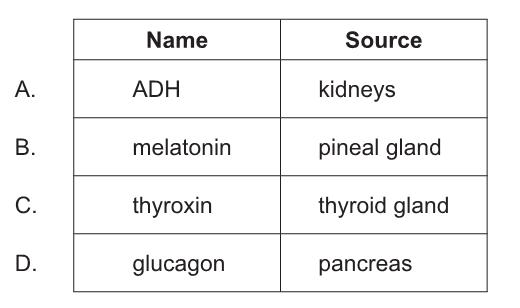 Name Source
A. ADH kidneys
B. melatonin pineal gland
C. thyroxin thyroid gland
D. glucagon pancreas